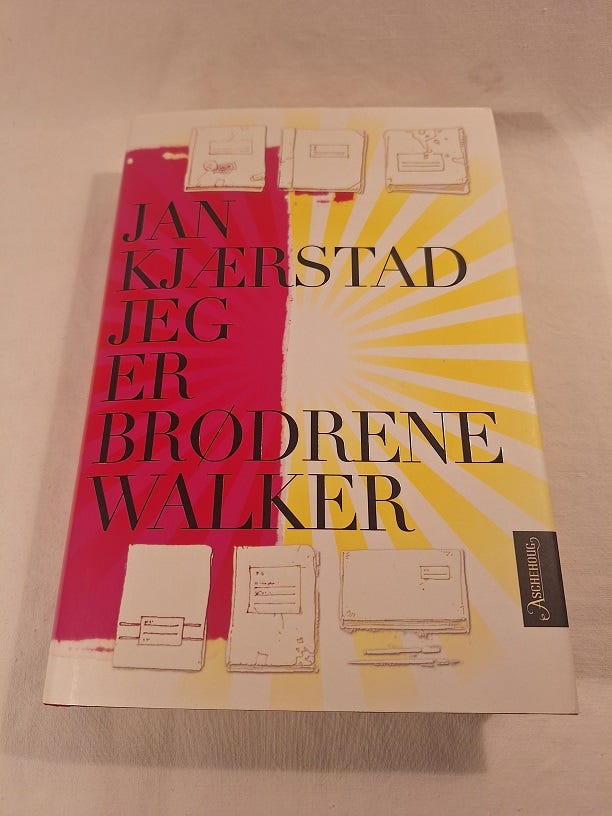 JAN
KJÆRSTAD
JEG
ER
BRØDRENE
WALKER
ASCHEHOUG